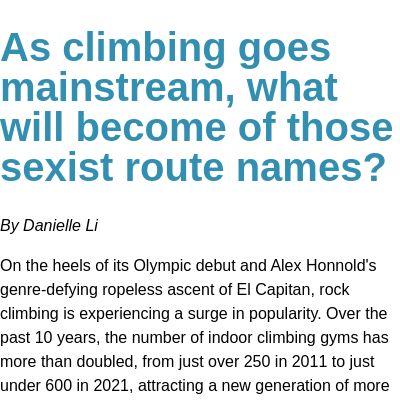 As climbing goes
mainstream, what
will become of those
sexist route names?
By Danielle Li
On the heels of its Olympic debut and Alex Honnold's
genre-defying ropeless ascent of El Capitan, rock
climbing is experiencing a surge in popularity. Over the
past 10 years, the number of indoor climbing gyms has
more than doubled, from just over 250 in 2011 to just
under 600 in 2021, attracting a new generation of more